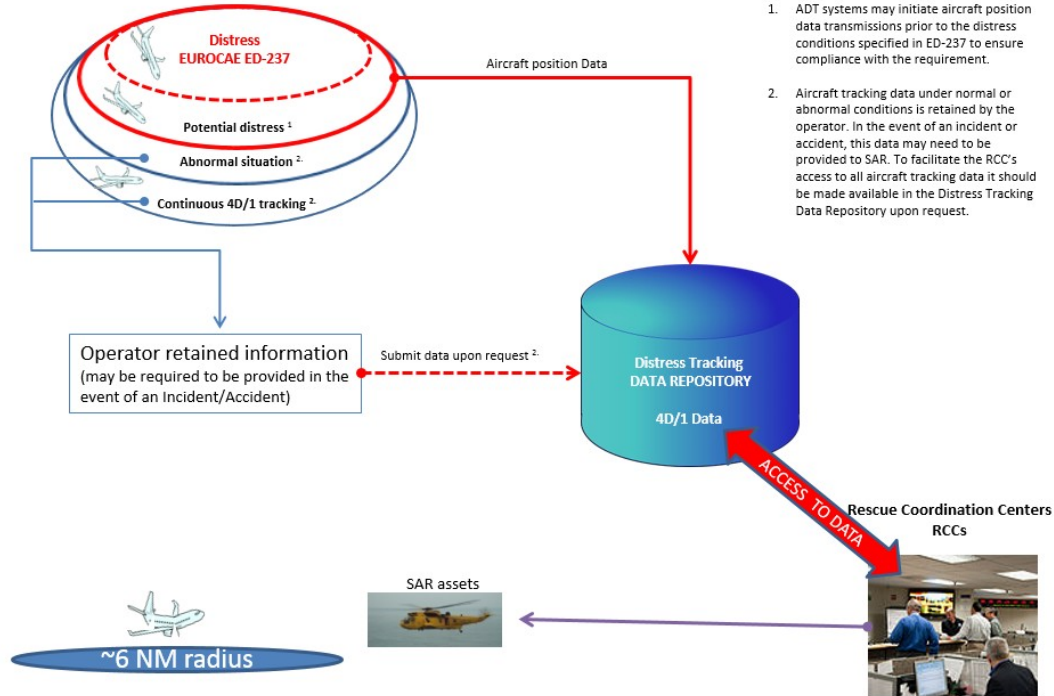 Distress
EUROCAE ED-237
Potential distress 1
Abnormal situation 2.
Continuous 4D/1 tracking 2.
Aircraft position Data
1. ADT systems may initiate aircraft position
data transmissions prior to the distress
conditions specified in ED-237 to ensure
compliance with the requirement.
2. Aircraft tracking data under normal or
abnormal conditions is retained by the
operator. In the event of an incident or
accident, this data may need to be
provided to SAR. To facilitate the RCC’s
access to all aircraft tracking data it should
be made available in the Distress Tracking
Data Repository upon request.
Operator retained information
(may be required to be provided in the
event of an Incident/Accident)
Submit data upon request 2.
Distress Tracking
DATA REPOSITORY
4D/1 Data
ACCESS TO DATA
Rescue Coordination Centers
RCCs
SAR assets
~6 NM radius